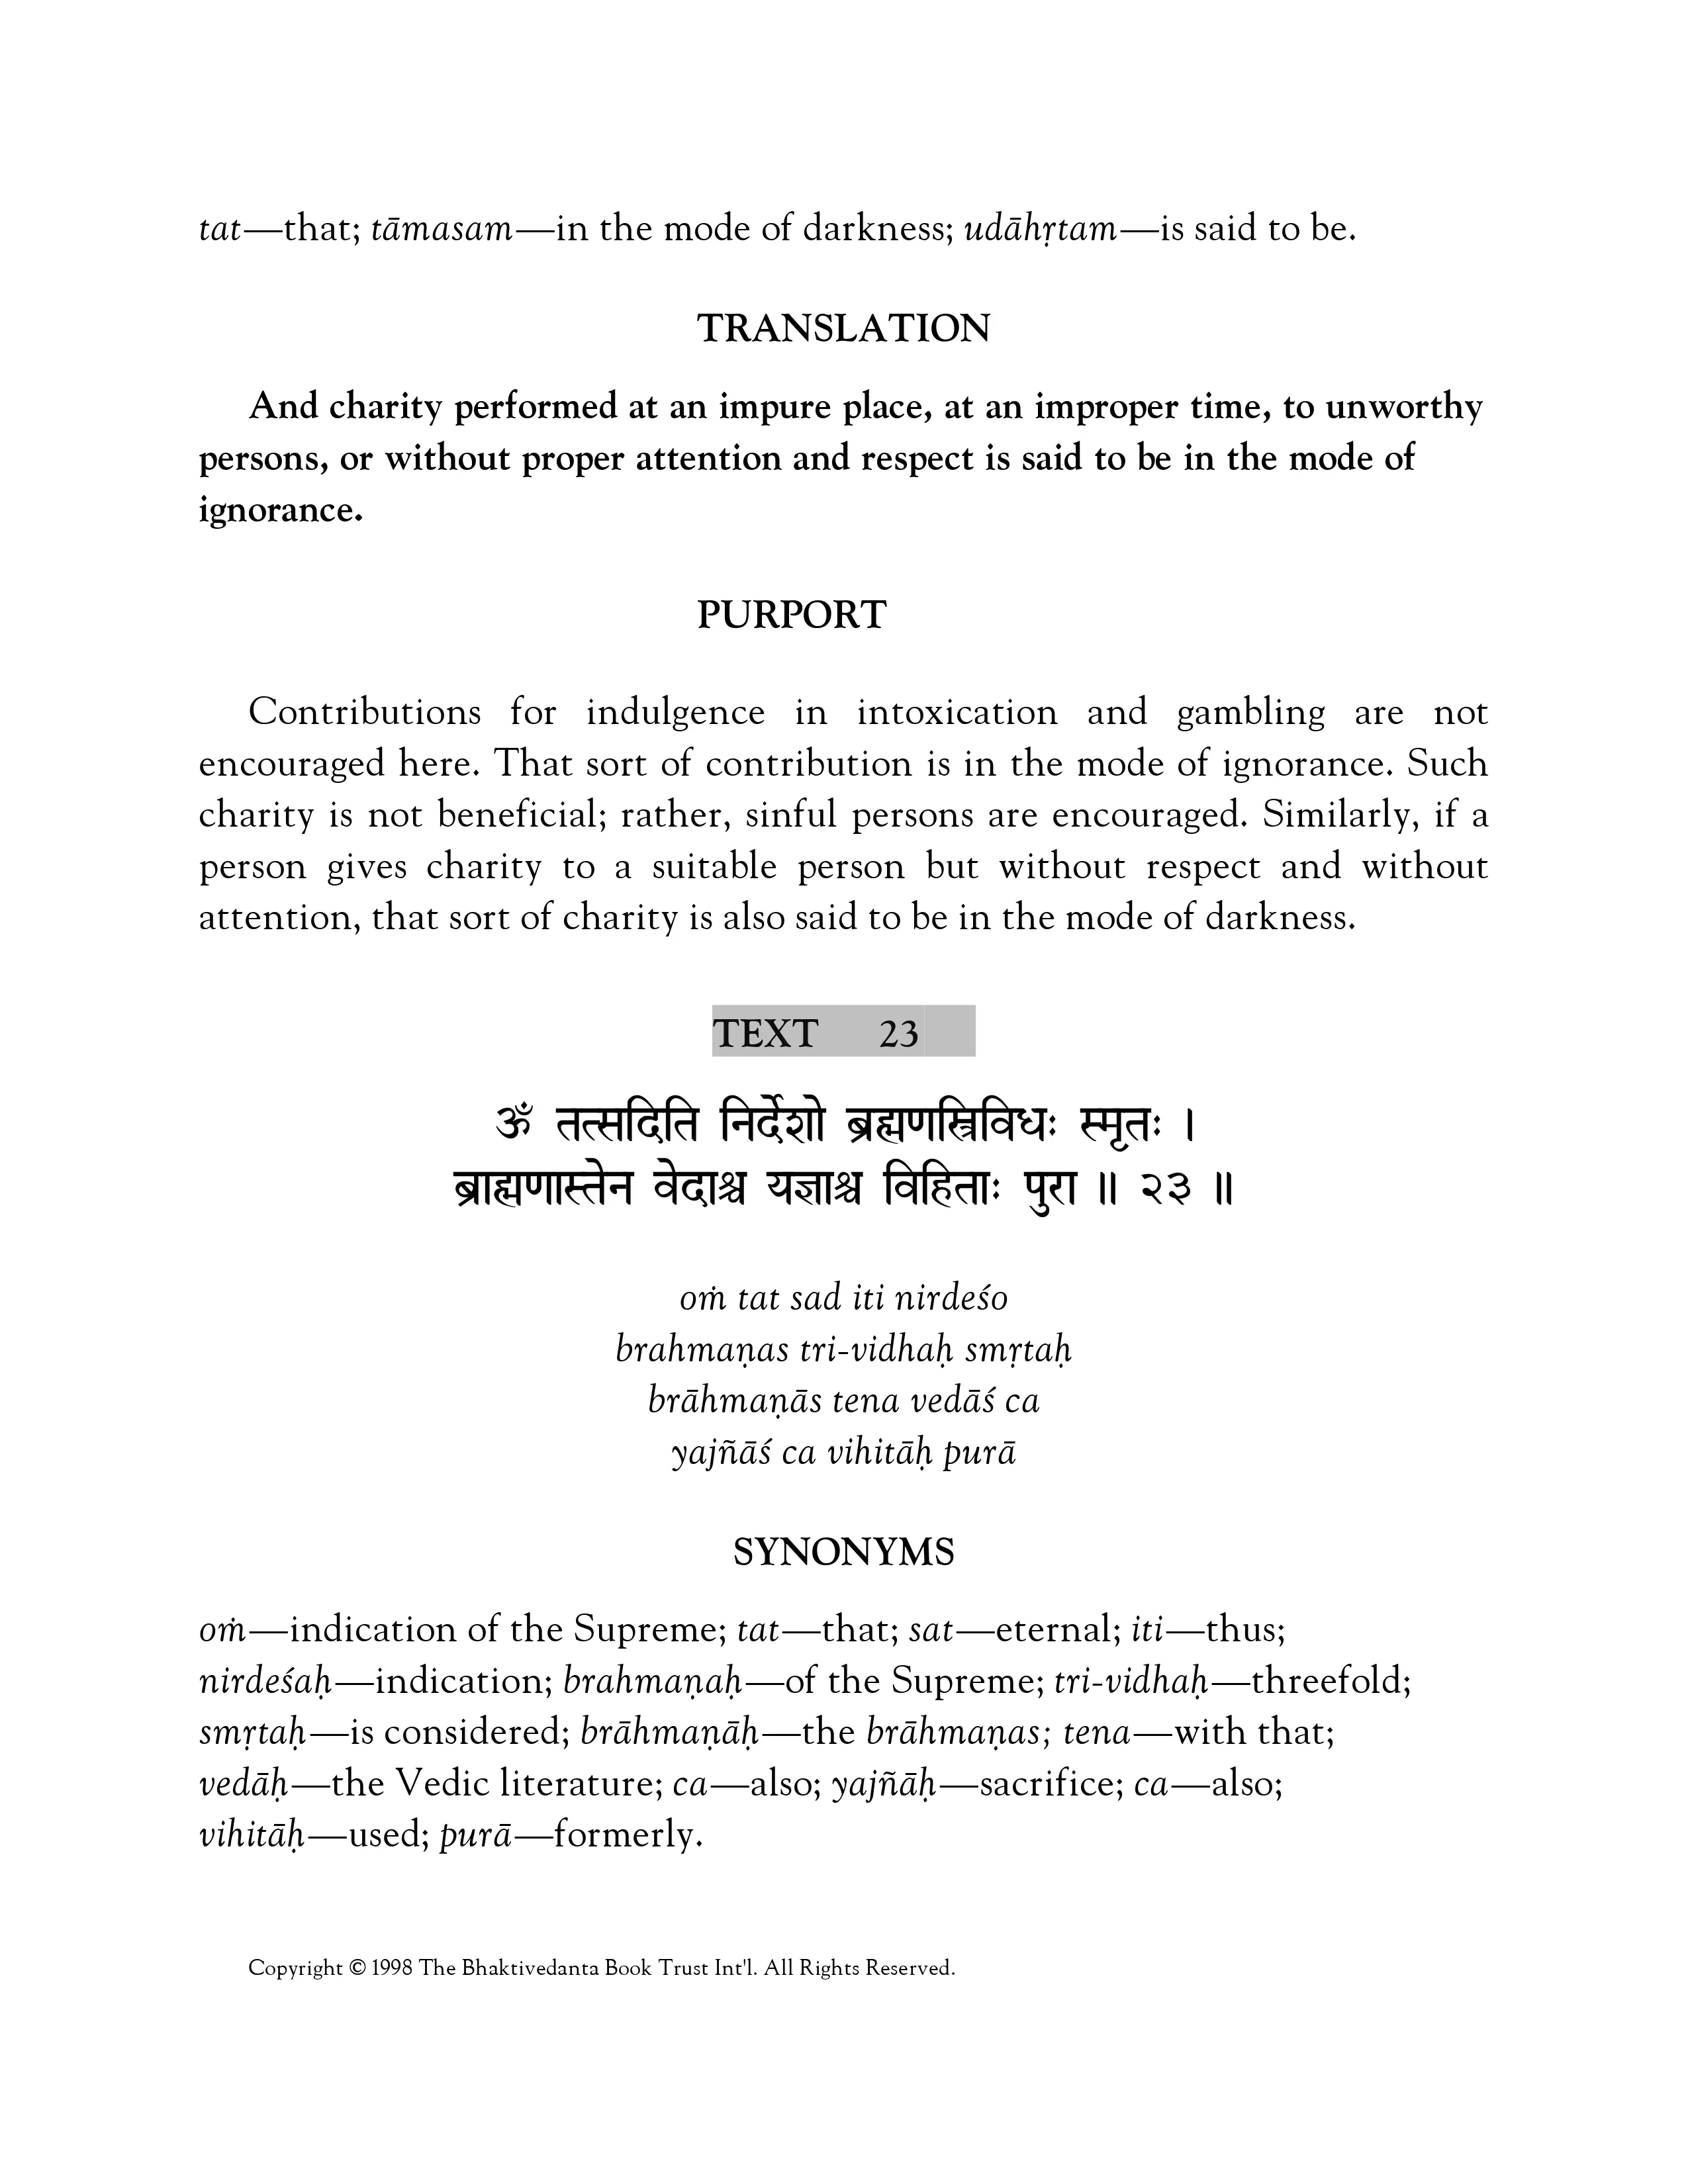 tat—that; tāmasam—in the mode of darkness; udāhṛtam—is said to be.
TRANSLATION
And charity performed at an impure place, at an improper time, to unworthy
persons, or without proper attention and respect is said to be in the mode of
ignorance.
PURPORT
Contributions for indulgence in intoxication and gambling are not
encouraged here. That sort of contribution is in the mode of ignorance. Such
charity is not beneficial; rather, sinful persons are encouraged. Similarly, if a
person gives charity to a suitable person but without respect and without
attention, that sort of charity is also said to be in the mode of darkness.
TEXT 23
ॐ तत्सदिति निर्देशो ब्रह्मणस्त्रिविधः स्मृतः ।
ब्राह्मणास्तेन वेदाश्च यज्ञाश्च विहिताः पुरा ॥ २३ ॥
oṁ tat sad iti nirdeśo
brahmaṇas tri-vidhaḥ smṛtaḥ
brāhmaṇās tena vedāś ca
yajñāś ca vihitāḥ purā
SYNONYMS
oṁ—indication of the Supreme; tat—that; sat—eternal; iti—thus;
nirdeśaḥ—indication; brahmaṇaḥ—of the Supreme; tri-vidhaḥ—threefold;
smṛtaḥ—is considered; brāhmaṇāḥ—the brāhmaṇas; tena—with that;
vedāḥ—the Vedic literature; ca—also; yajñāḥ—sacrifice; ca—also;
vihitāḥ—used; purā—formerly.
Copyright © 1998 The Bhaktivedanta Book Trust Int'l. All Rights Reserved.